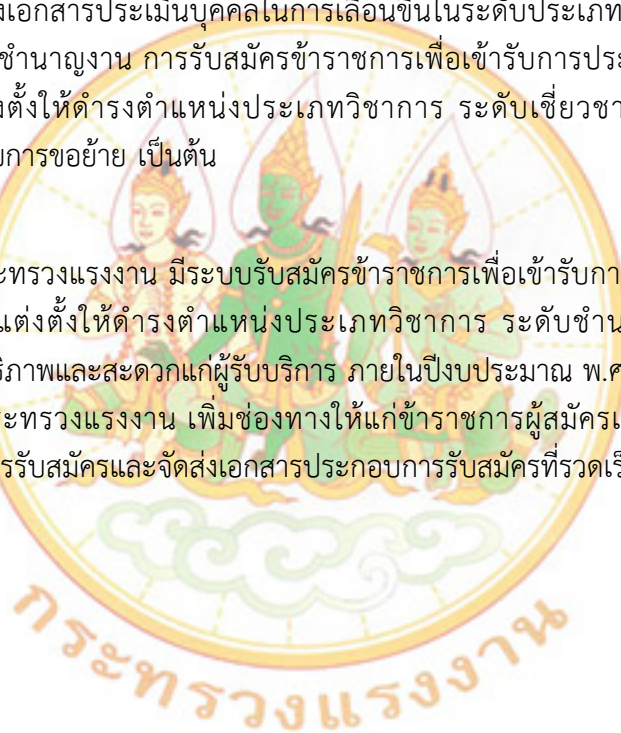 งเอกสารประเมินบุคคลในการเลื่อนขั้นในระดับประเภท
ชำนาญงาน การรับสมัครข้าราชการเพื่อเข้ารับการประ
งตั้งให้ดำรงตำแหน่งประเภทวิชาการ ระดับเชี่ยวชา
บการขอย้าย เป็นต้น
ะทรวงแรงงาน มีระบบรับสมัครข้าราชการเพื่อเข้ารับกา
แต่งตั้งให้ดำรงตำแหน่งประเภทวิชาการ ระดับชำน
ธิภาพและสะดวกแก่ผู้รับบริการ ภายในปีงบประมาณ พ.ศ
ระทรวงแรงงาน เพิ่มช่องทางให้แก่ข้าราชการผู้สมัครเ
ารรับสมัครและจัดส่งเอกสารประกอบการรับสมัครที่รวดเร็
กระทรวงแรงงาน